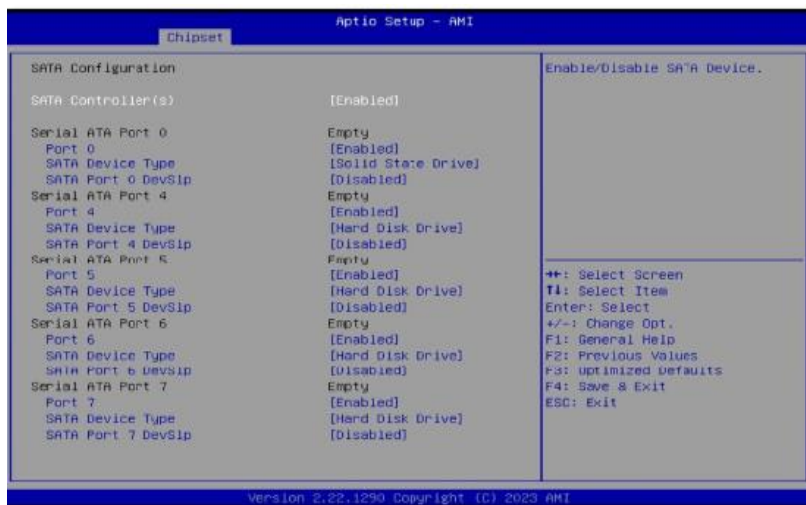 Aptio Setup - AMI
Chipset
SATA Configuration
SATA Controller(s) [Enabled]
Serial ATA Port 0 Empty
Port 0 [Enabled]
SATA Device Type [Solid State Drive]
SATA Port 0 DevSlp [Disabled]
Serial ATA Port 4 Empty
Port 4 [Enabled]
SATA Device Type [Hard Disk Drive]
SATA Port 4 DevSlp [Disabled]
Serial ATA Port 5 Empty
Port 5 [Enabled]
SATA Device Type [Hard Disk Drive]
SATA Port 5 DevSlp [Disabled]
Serial ATA Port 6 Empty
Port 6 [Enabled]
SATA Device Type [Hard Disk Drive]
SATA Port 6 DevSlp [Disabled]
Serial ATA Port 7 Empty
Port 7 [Enabled]
SATA Device Type [Hard Disk Drive]
SATA Port 7 DevSlp [Disabled]
Enable/Disable SATA Device.
→←: Select Screen
↑↓: Select Item
Enter: Select
+/-: Change Opt.
F1: General Help
F2: Previous Values
F3: Optimized Defaults
F4: Save & Exit
ESC: Exit
Version 2.22.1290 Copyright (C) 2023 AMI